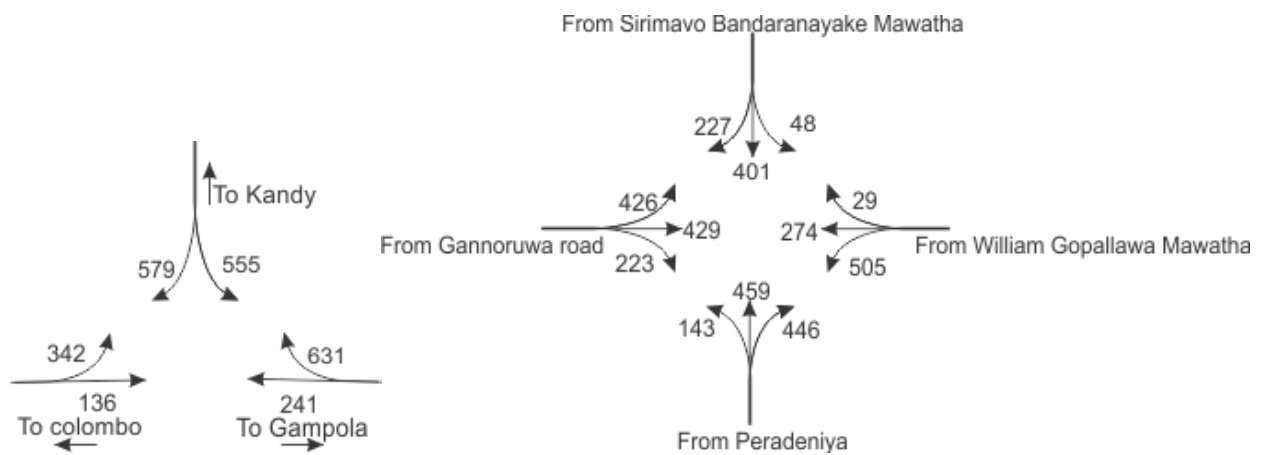 To Kandy
579
555
342
631
136
241
To colombo
To Gampola
From Sirimavo Bandaranayake Mawatha
227
48
401
426
29
From Gannoruwa road
429
274
From William Gopallawa Mawatha
223
505
459
143
446
From Peradeniya